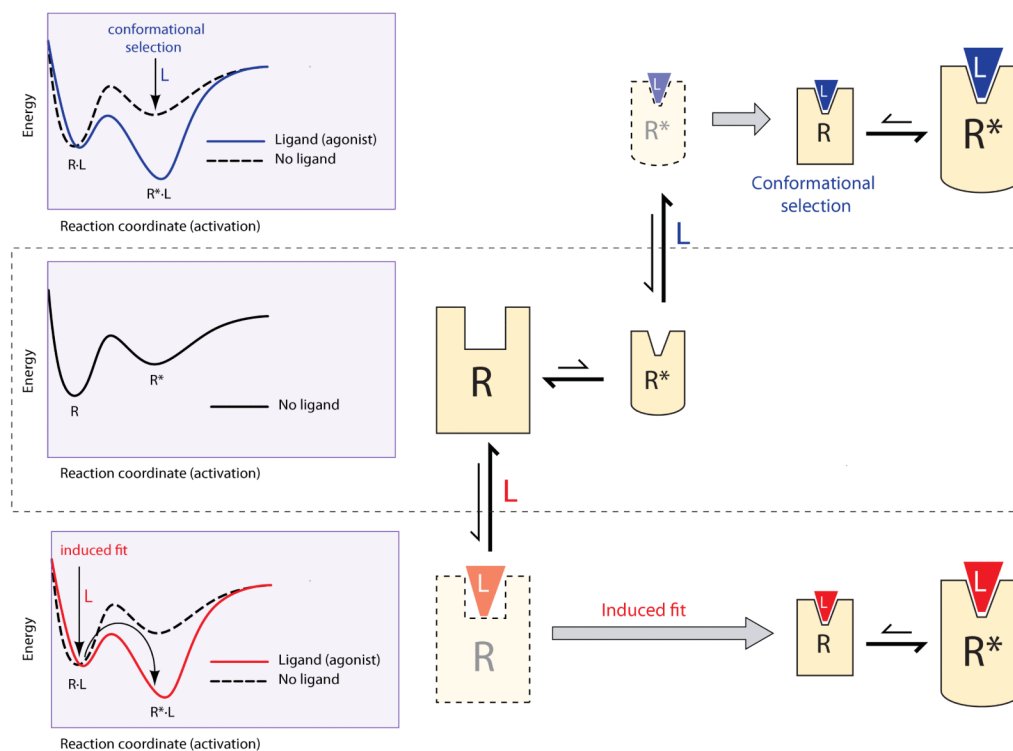 conformational
selection
L
Energy
Ligand (agonist)
No ligand
R·L
R*·L
Reaction coordinate (activation)
L
R*
L
R
L
R*
Conformational
selection
L
Energy
R
R*
No ligand
Reaction coordinate (activation)
R
R*
L
induced fit
L
Energy
Ligand (agonist)
No ligand
R·L
R*·L
Reaction coordinate (activation)
L
R
Induced fit
L
R
L
R*